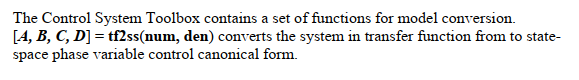 The Control System Toolbox contains a set of functions for model conversion.
[A, B, C, D] = tf2ss(num, den) converts the system in transfer function from to state-
space phase variable control canonical form.